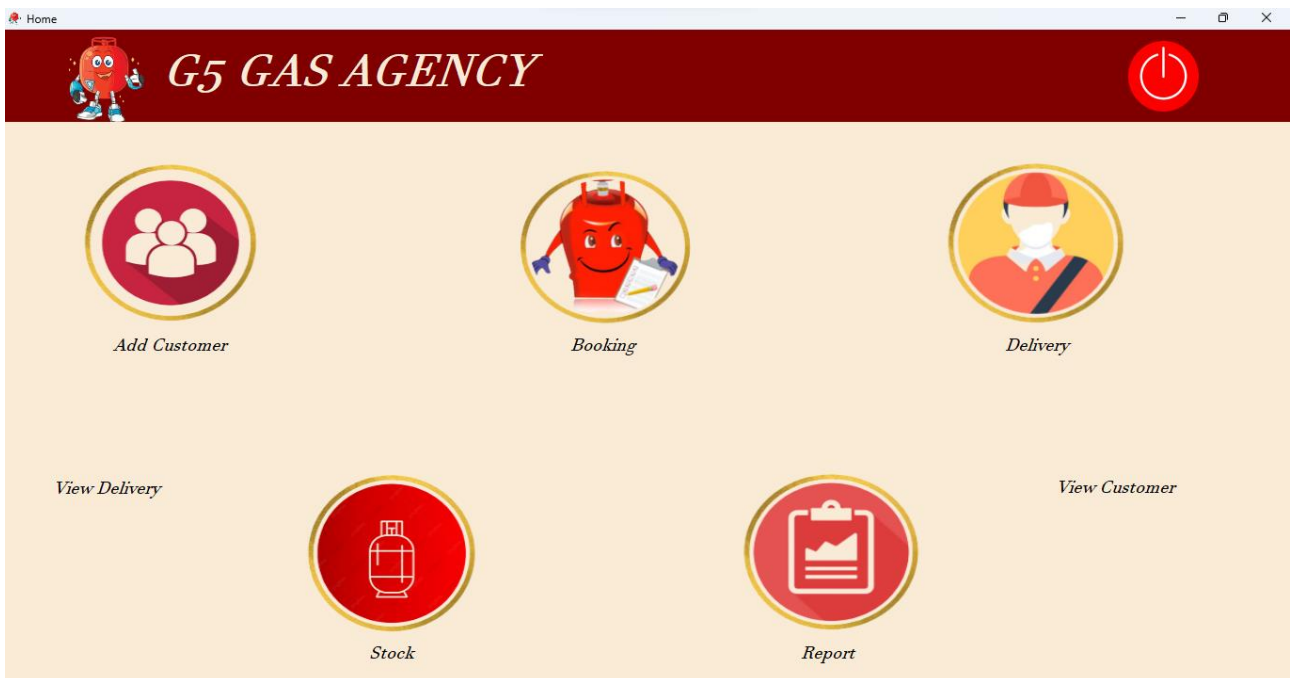 Home
G5 GAS AGENCY
Add Customer
Booking
Delivery
View Delivery
View Customer
Stock
Report